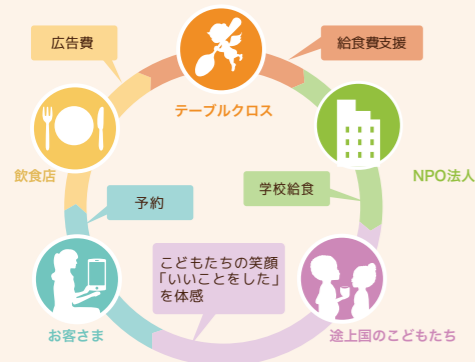 広告費
給食費支援
テーブルクロス
飲食店
NPO法人
予約
学校給食
こどもたちの笑顔
「いいことをした」
を体感
お客さま
途上国のこどもたち